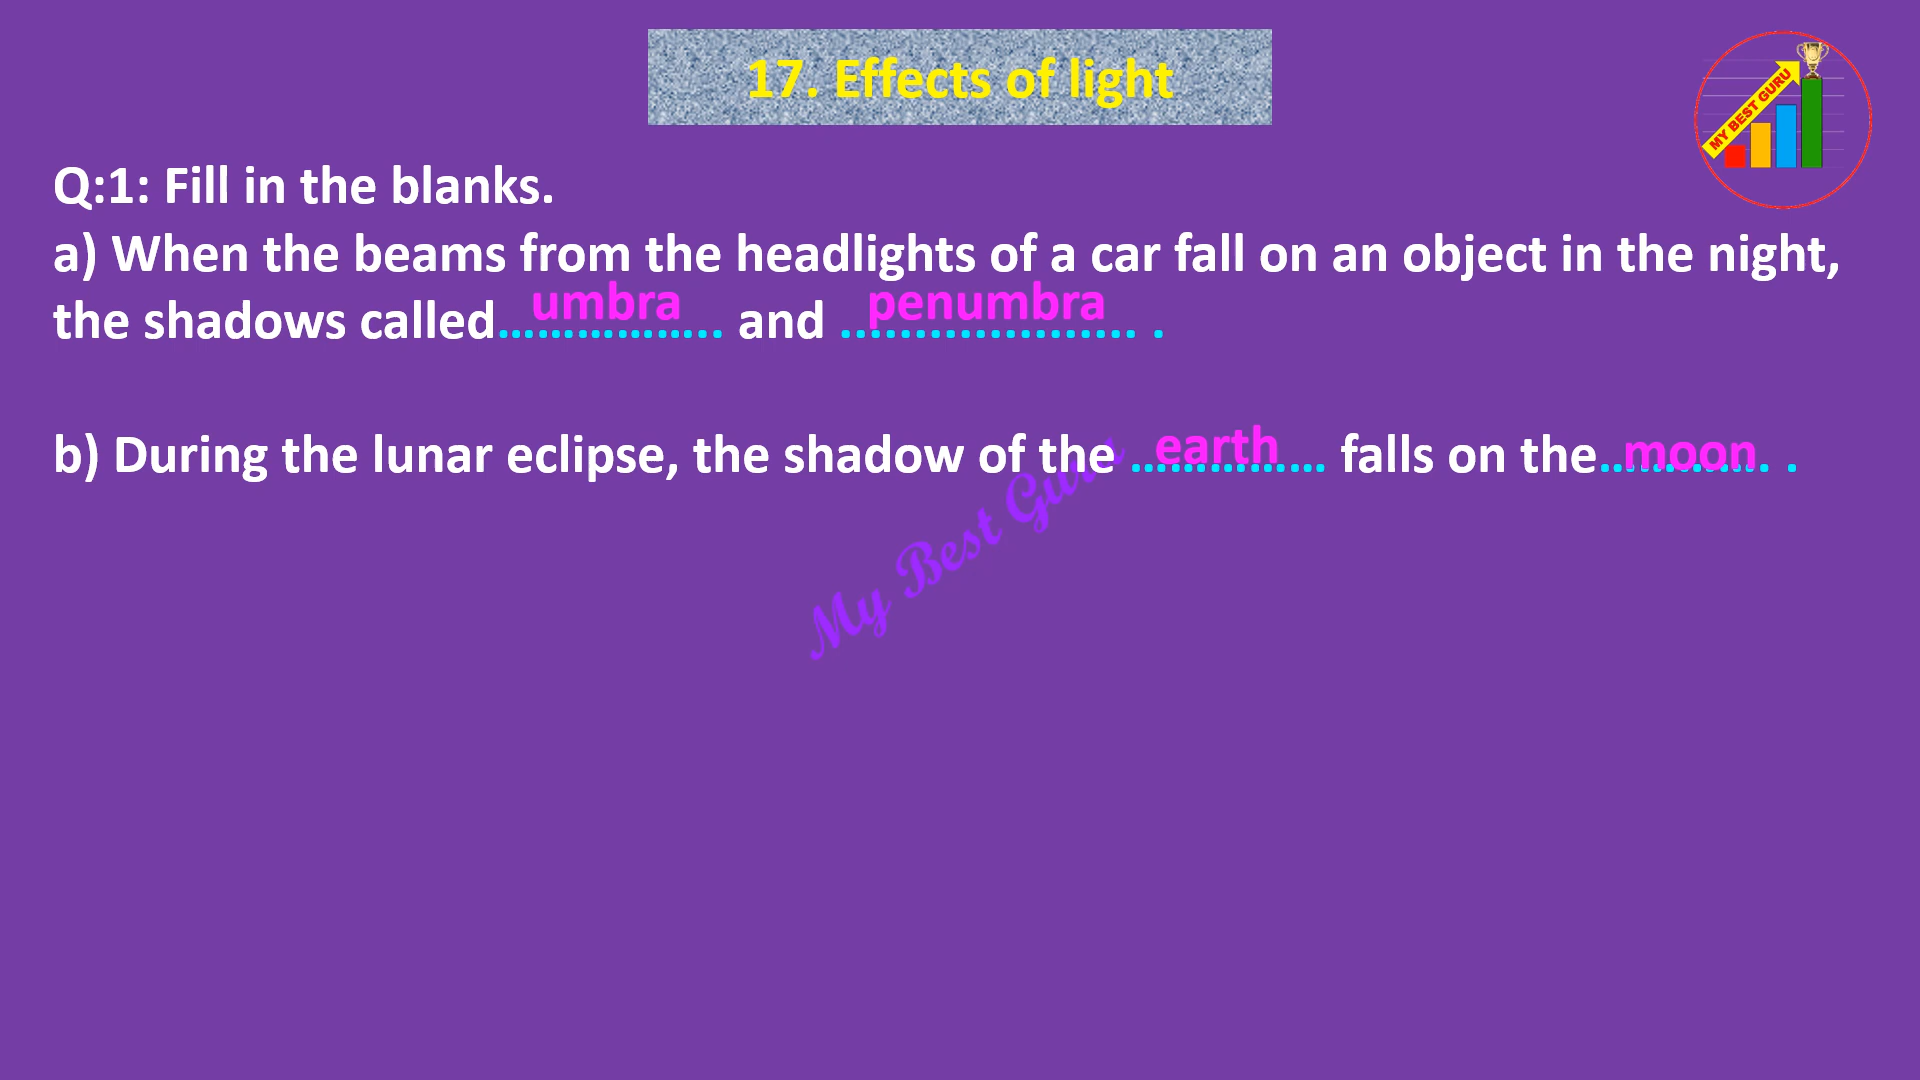 17. Effects of light
MY BEST GURU
Q:1: Fill in the blanks.
a) When the beams from the headlights of a car fall on an object in the night,
the shadows called................. umbra and .................... penumbra .
b) During the lunar eclipse, the shadow of the ............... earth falls on the............. moon .
My Best Guru